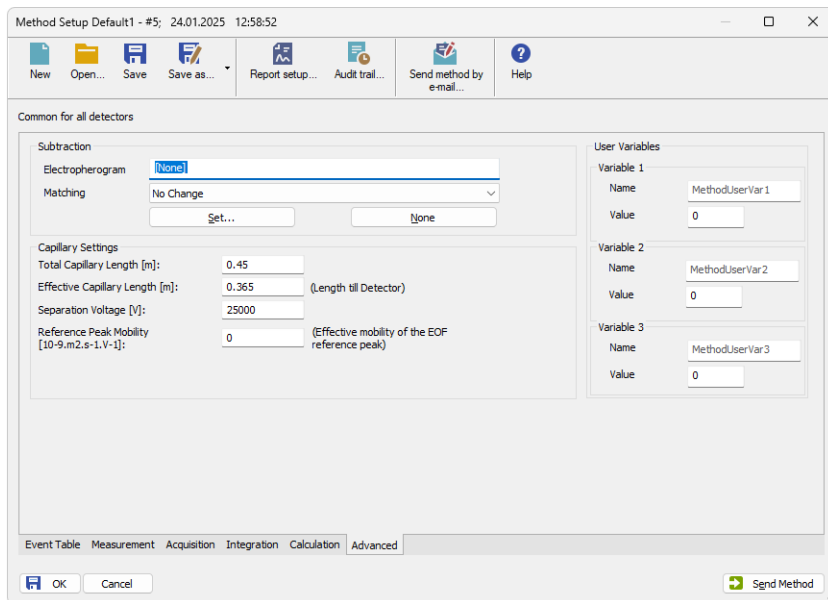 Method Setup Default1 - #5;   24.01.2025   12:58:52
New Open... Save Save as... Report setup... Audit trail... Send method by e-mail... Help
Common for all detectors
Subtraction
Electropherogram [None]
Matching No Change
Set... None
Capillary Settings
Total Capillary Length [m]: 0.45
Effective Capillary Length [m]: 0.365 (Length till Detector)
Separation Voltage [V]: 25000
Reference Peak Mobility 0 (Effective mobility of the EOF
[10-9.m2.s-1.V-1]: reference peak)
User Variables
Variable 1
Name MethodUserVar1
Value 0
Variable 2
Name MethodUserVar2
Value 0
Variable 3
Name MethodUserVar3
Value 0
Event Table Measurement Acquisition Integration Calculation Advanced
OK Cancel Send Method